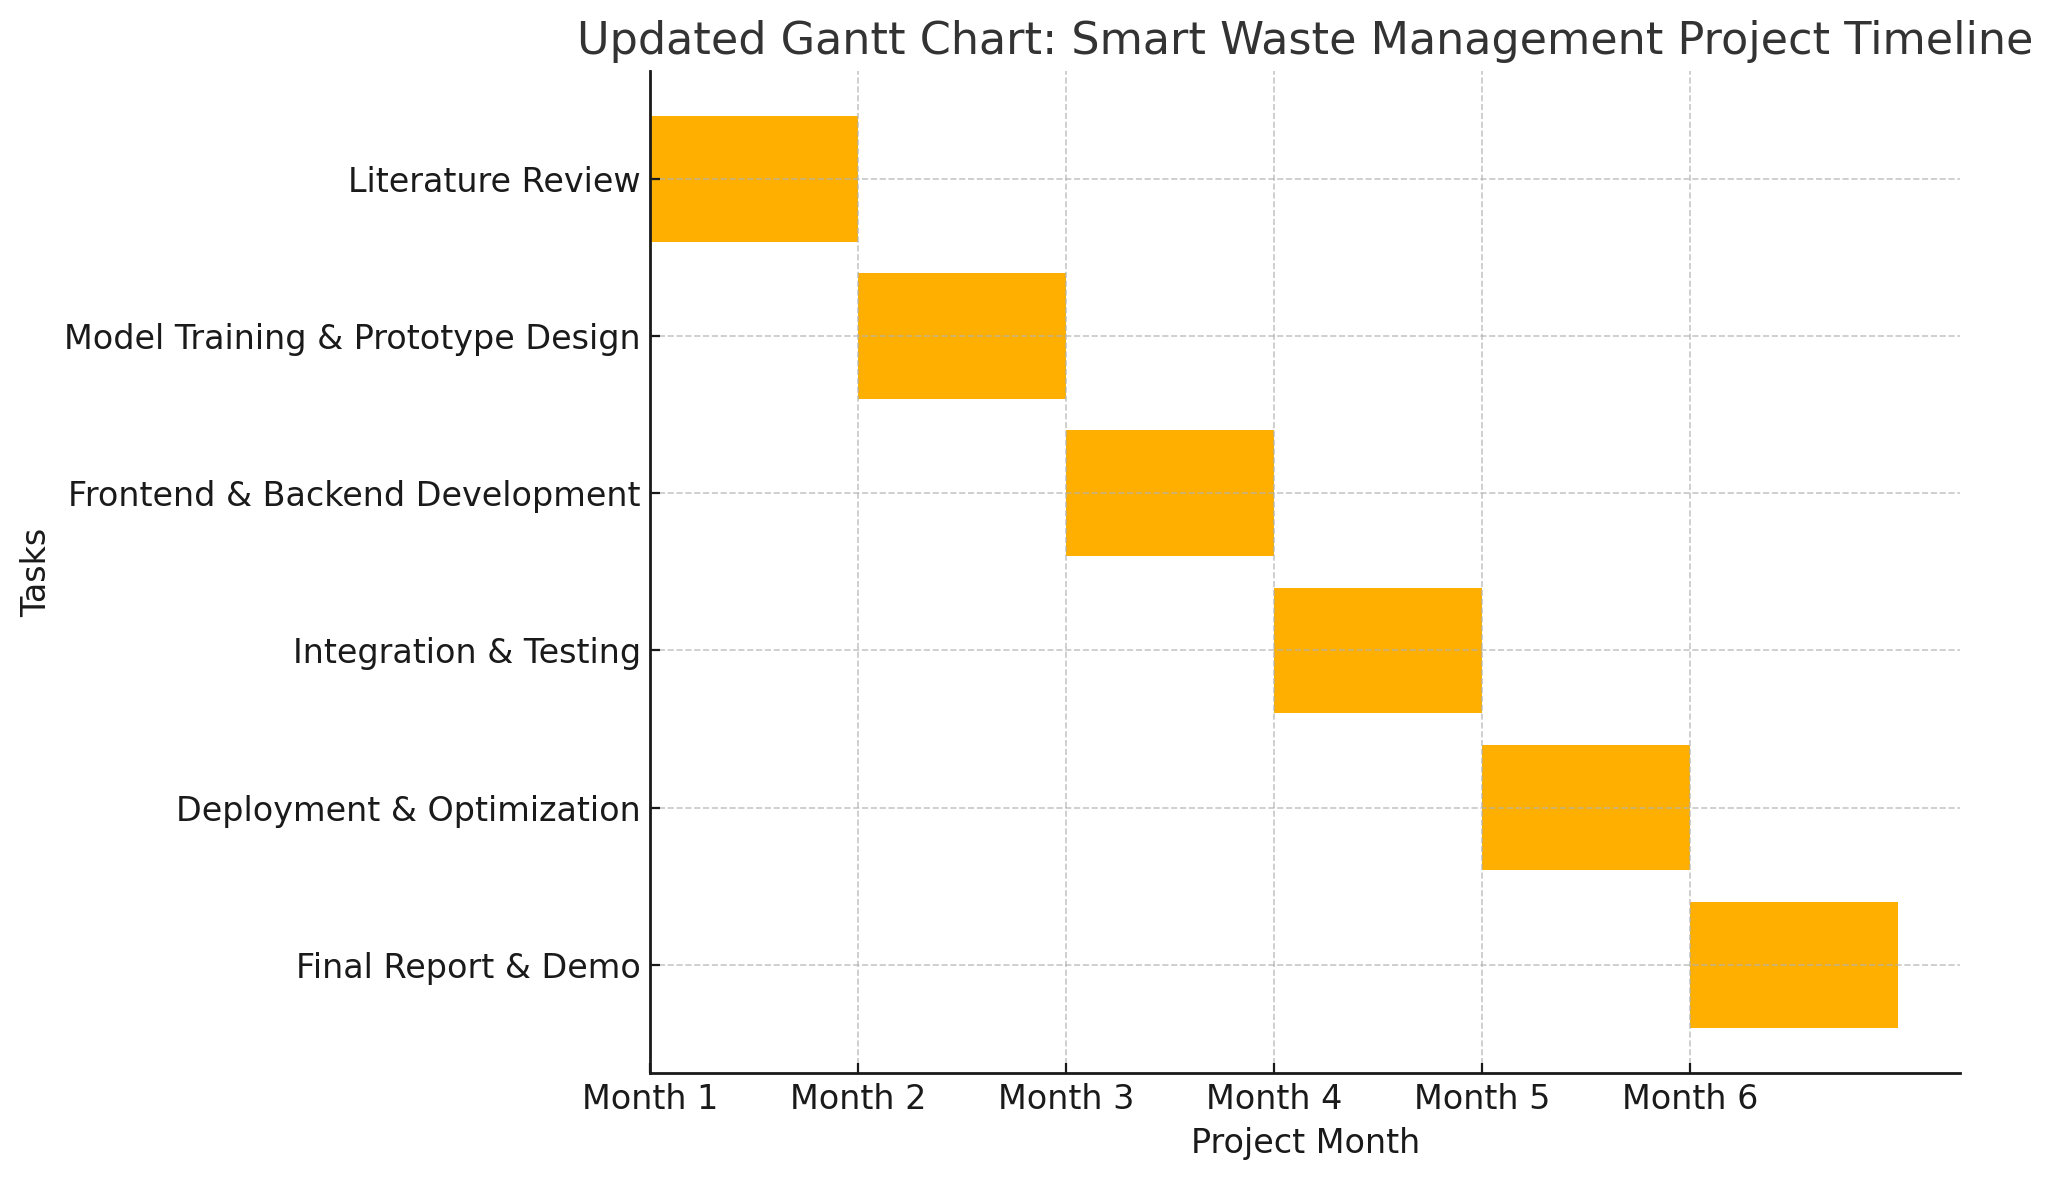 Updated Gantt Chart: Smart Waste Management Project Timeline
Literature Review
Model Training & Prototype Design
Frontend & Backend Development
Integration & Testing
Deployment & Optimization
Final Report & Demo
Tasks
Month 1
Month 2
Month 3
Month 4
Month 5
Month 6
Project Month